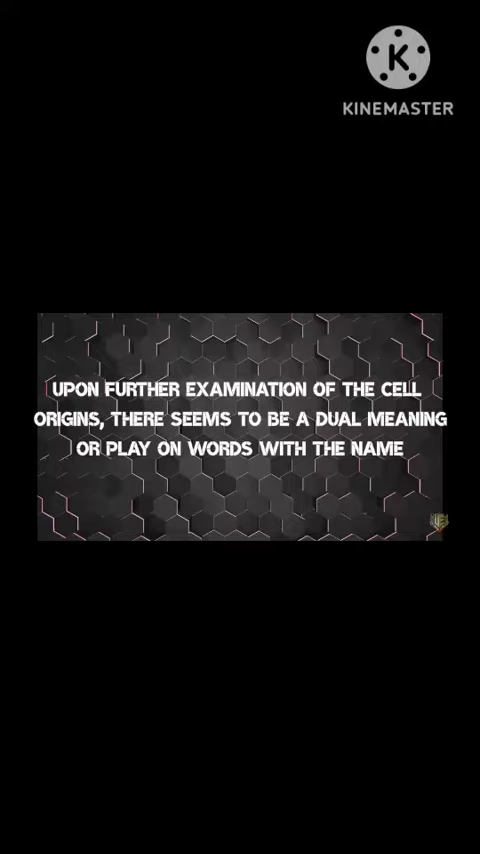 KINEMASTER
UPON FURTHER EXAMINATION OF THE CELL
ORIGINS, THERE SEEMS TO BE A DUAL MEANING
OR PLAY ON WORDS WITH THE NAME